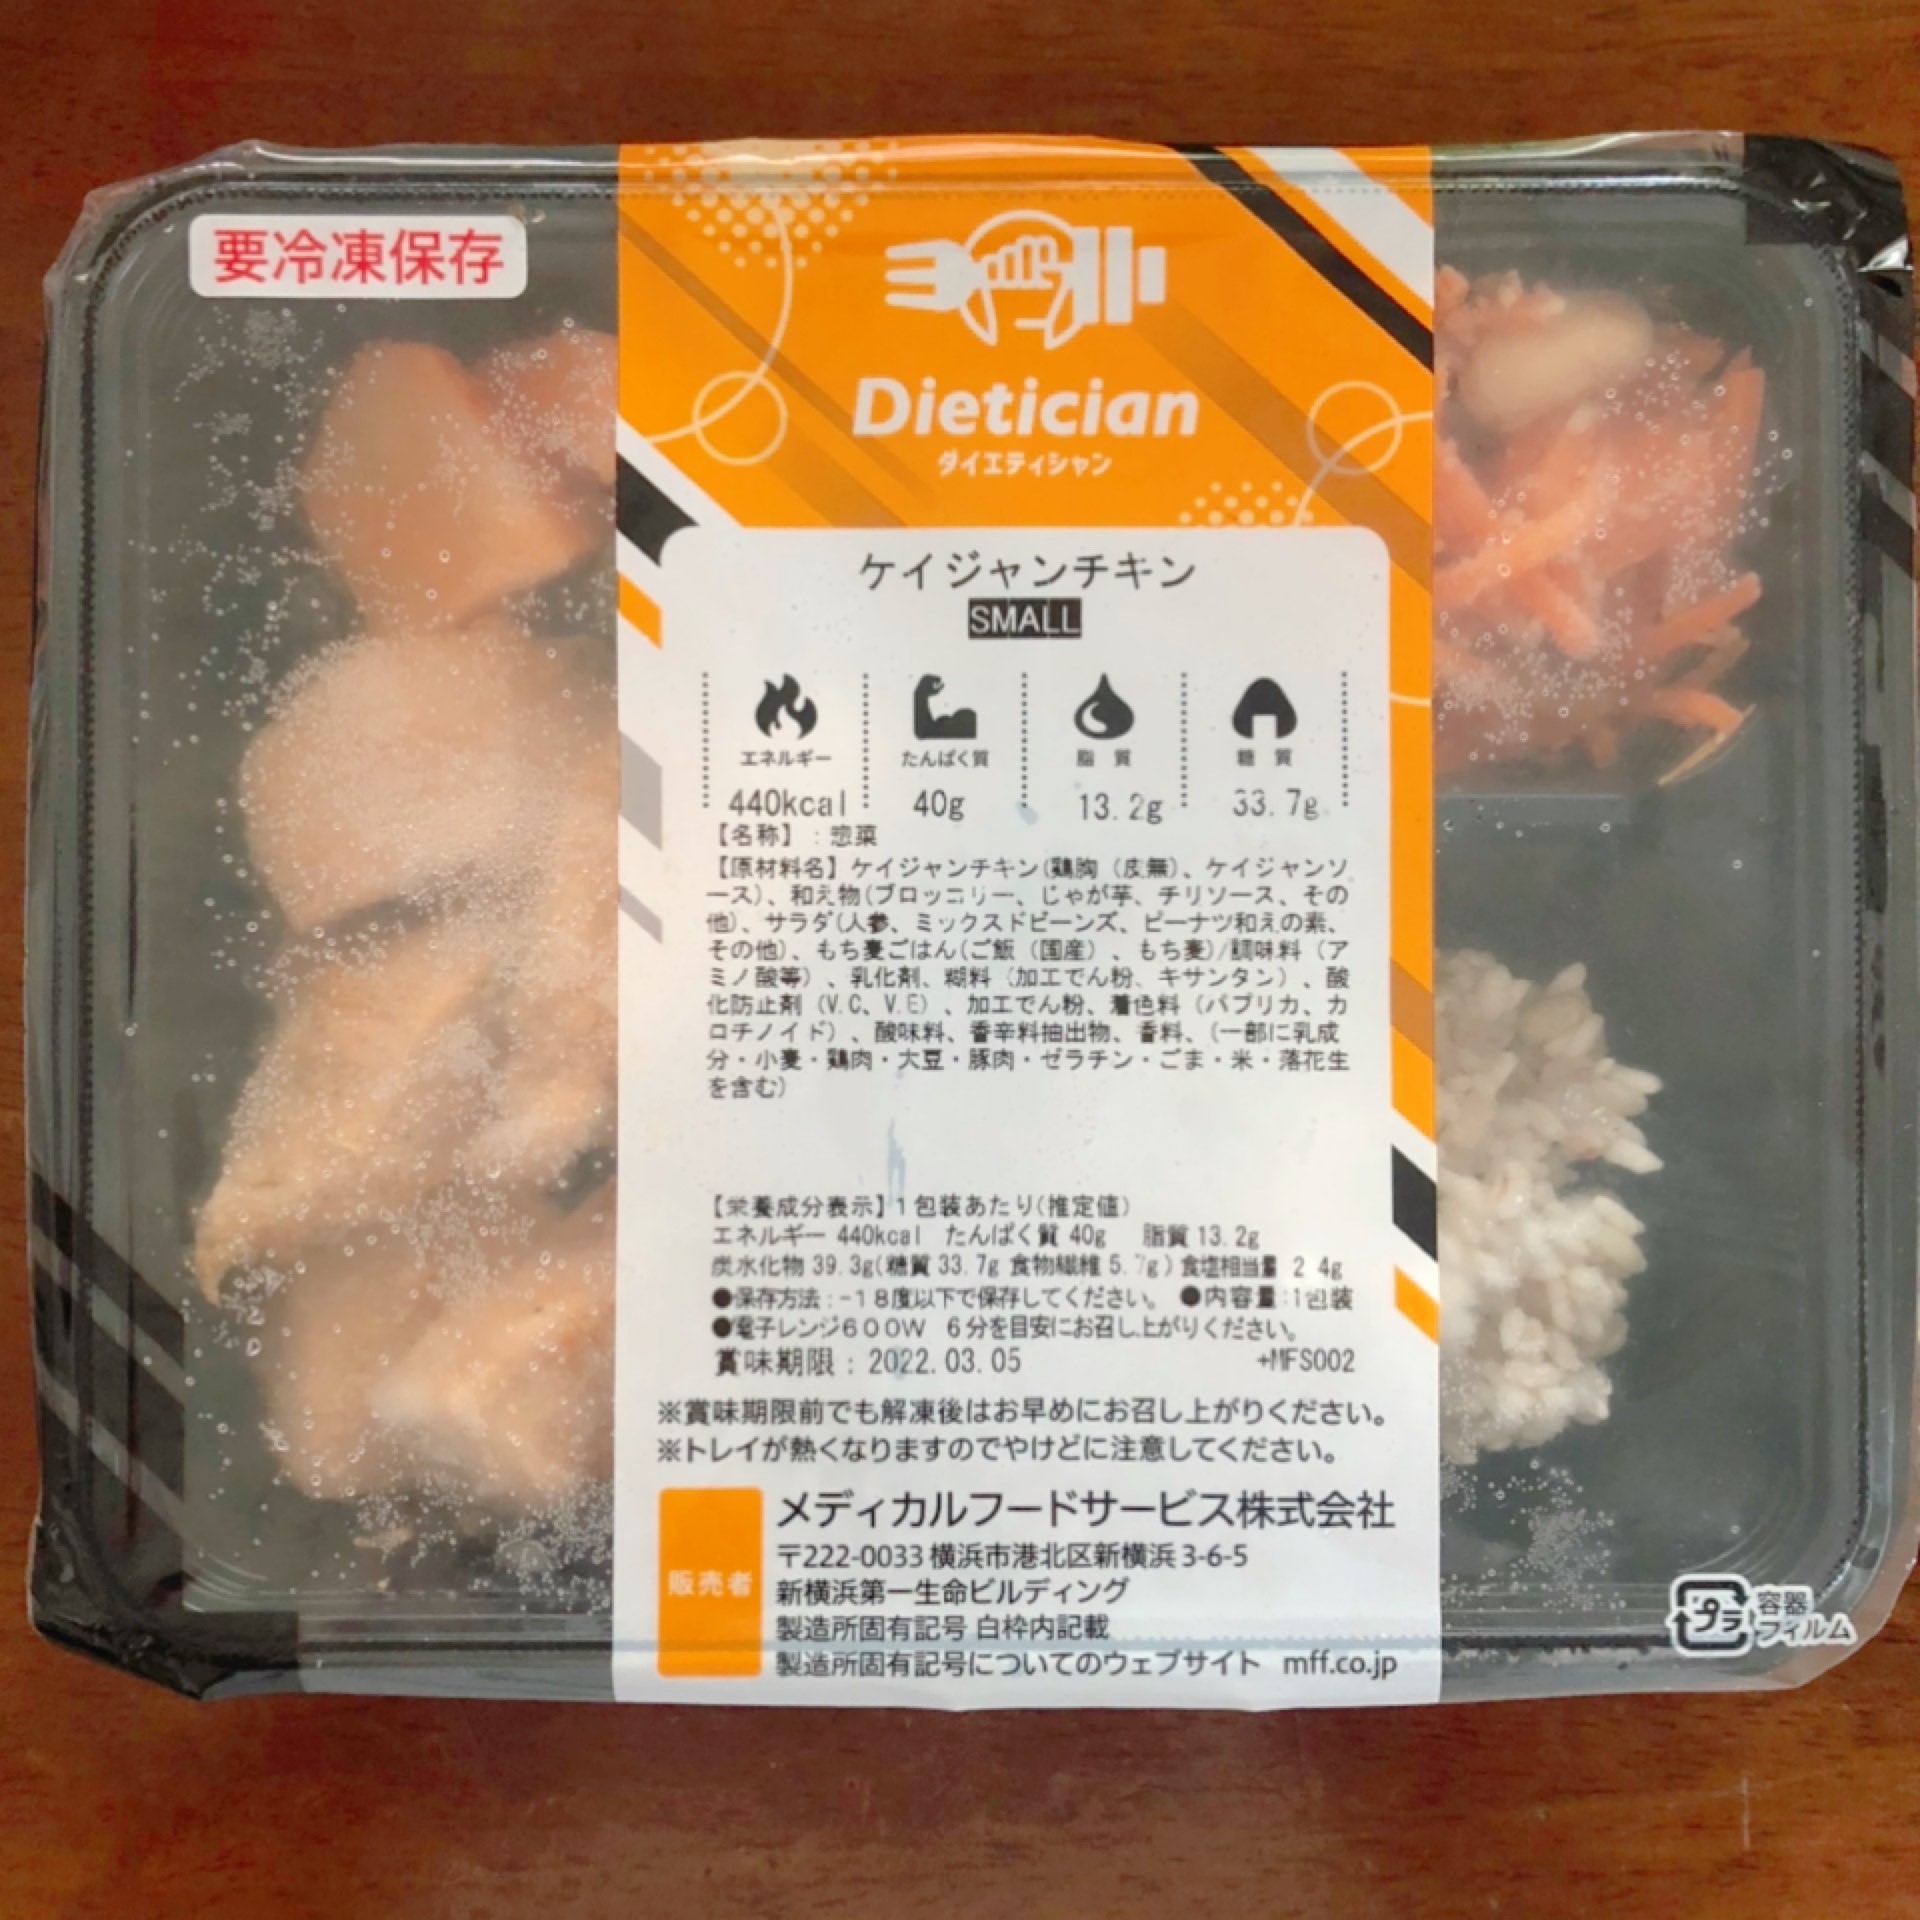 要冷凍保存
Dietician
ダイエティシャン
ケイジャンチキン
SMALL
エネルギー たんぱく質 脂質 糖質
440kcal 40g 13.2g 33.7g
【名称】:惣菜
【原材料名】ケイジャンチキン(鶏胸(皮無)、ケイジャンソ
ース)、和え物(ブロッコリー、じゃが芋、チリソース、その
他)、サラダ(人参、ミックスドビーンズ、ピーナツ和えの素、
その他)、もち麦ごはん(ご飯(国産)、もち麦)/調味料(ア
ミノ酸等)、乳化剤、糊料(加工でん粉、キサンタン)、酸
化防止剤(V.C、V.E)、加工でん粉、着色料(パプリカ、カ
ロチノイド)、酸味料、香辛料抽出物、香料、(一部に乳成
分・小麦・鶏肉・大豆・豚肉・ゼラチン・ごま・米・落花生
を含む)
【栄養成分表示】1包装あたり(推定値)
エネルギー 440kcal たんぱく質 40g 脂質 13.2g
炭水化物 39.3g(糖質 33.7g 食物繊維 5.7g) 食塩相当量 2.4g
●保存方法:-18度以下で保存してください。 ●内容量:1包装
●電子レンジ600W 6分を目安にお召し上がりください。
賞味期限:2022.03.05 +MFS002
※賞味期限前でも解凍後はお早めにお召し上がりください。
※トレイが熱くなりますのでやけどに注意してください。
販売者
メディカルフードサービス株式会社
〒222-0033 横浜市港北区新横浜 3-6-5
新横浜第一生命ビルディング
製造所固有記号 白枠内記載
製造所固有記号についてのウェブサイト mff.co.jp
プラ 容器
フィルム